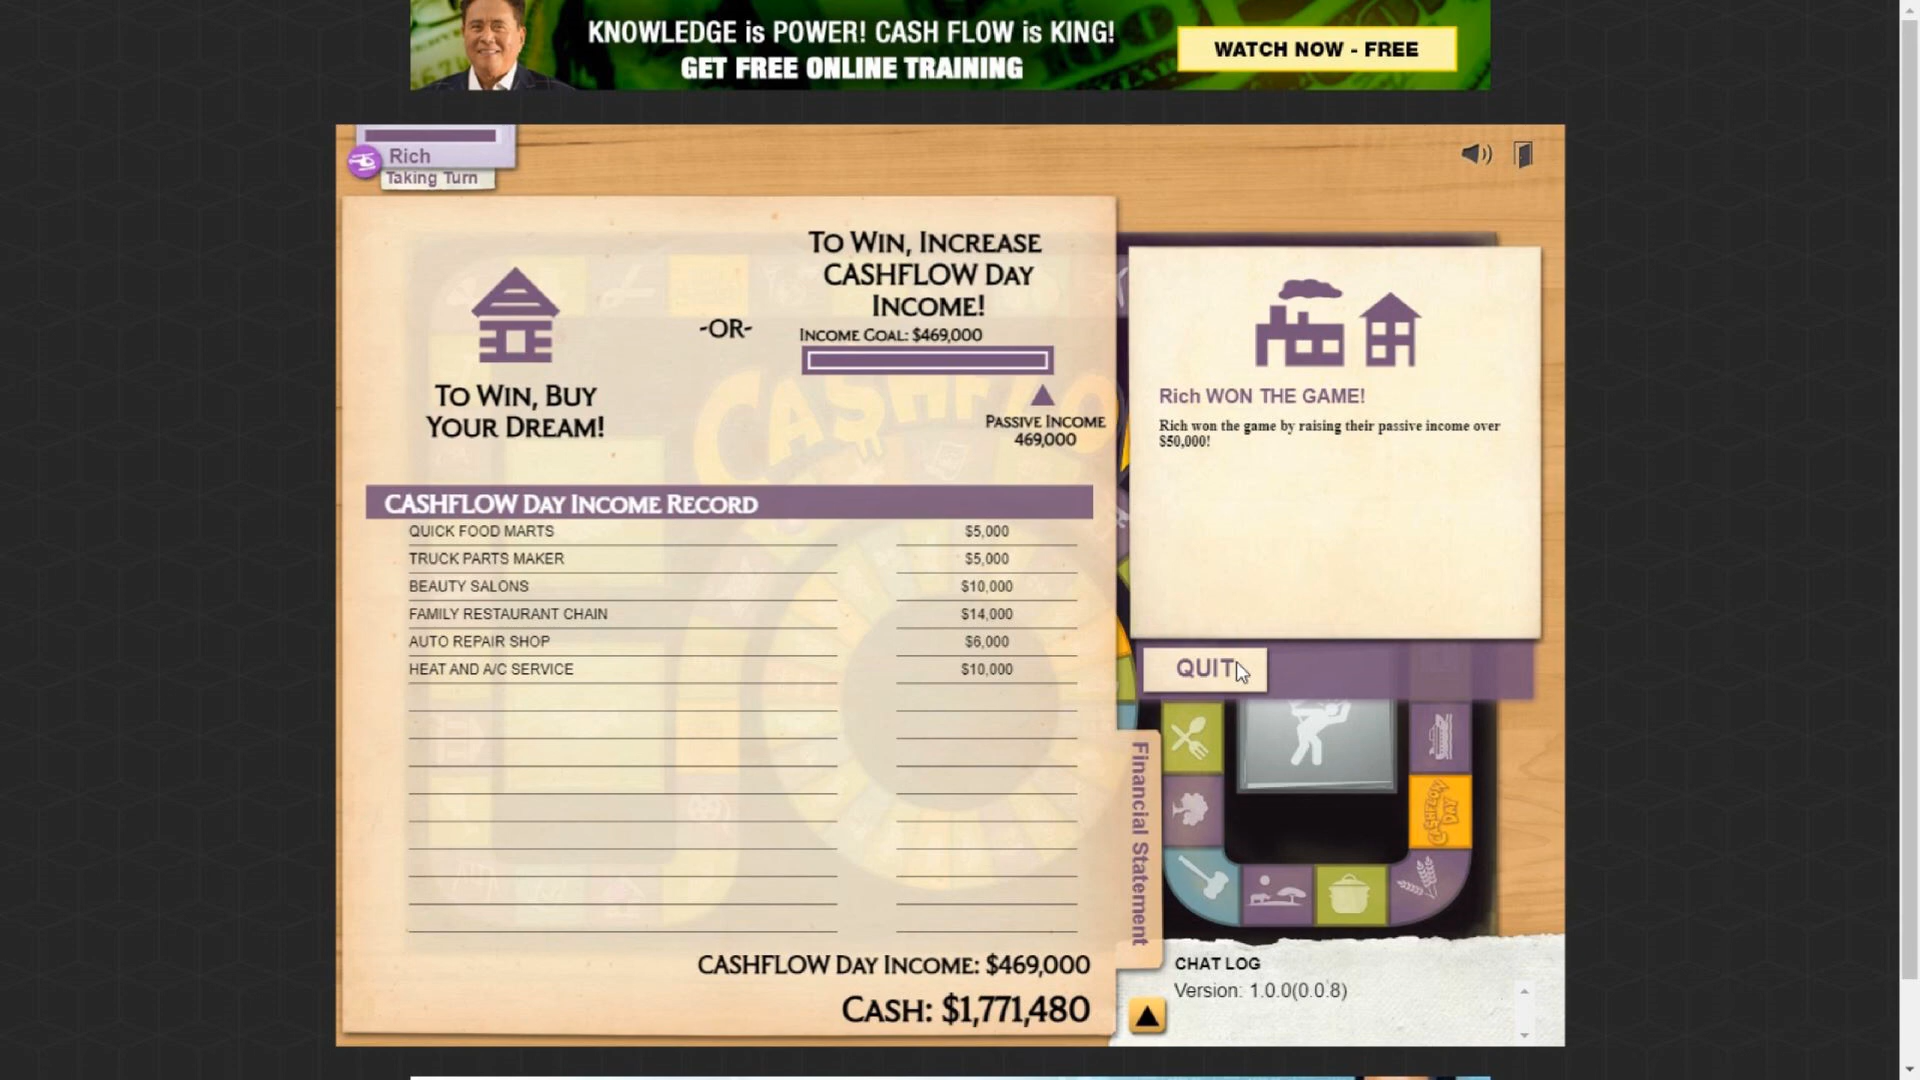 KNOWLEDGE is POWER! CASH FLOW is KING!
GET FREE ONLINE TRAINING
WATCH NOW - FREE
Rich
Taking Turn
TO WIN, BUY
YOUR DREAM!
-OR-
TO WIN, INCREASE
CASHFLOW DAY
INCOME!
INCOME GOAL: $469,000
PASSIVE INCOME
469,000
CASHFLOW DAY INCOME RECORD
QUICK FOOD MARTS $5,000
TRUCK PARTS MAKER $5,000
BEAUTY SALONS $10,000
FAMILY RESTAURANT CHAIN $14,000
AUTO REPAIR SHOP $6,000
HEAT AND A/C SERVICE $10,000
CASHFLOW DAY INCOME: $469,000
CASH: $1,771,480
Financial Statement
Rich WON THE GAME!
Rich won the game by raising their passive income over
$50,000!
QUIT
CASHFLOW
DAY
CHAT LOG
Version: 1.0.0(0.0.8)